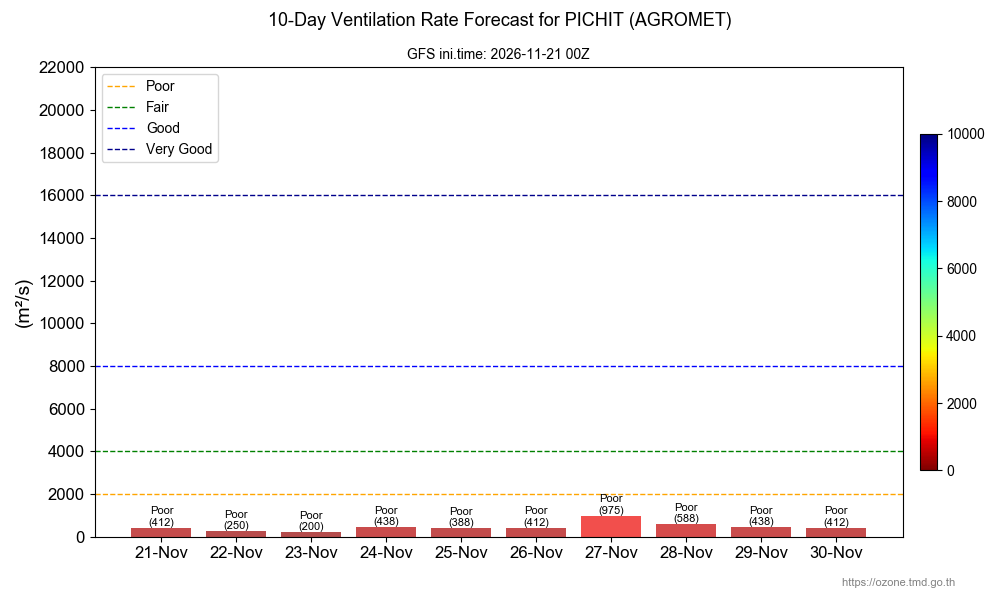 10-Day Ventilation Rate Forecast for PICHIT (AGROMET)
GFS ini.time: 2026-11-21 00Z
(m²/s)
22000
20000
18000
16000
14000
12000
10000
8000
6000
4000
2000
0
Poor
Fair
Good
Very Good
Poor
(412)
Poor
(250)
Poor
(200)
Poor
(438)
Poor
(388)
Poor
(412)
Poor
(975)
Poor
(588)
Poor
(438)
Poor
(412)
21-Nov 22-Nov 23-Nov 24-Nov 25-Nov 26-Nov 27-Nov 28-Nov 29-Nov 30-Nov
10000
8000
6000
4000
2000
0
https://ozone.tmd.go.th